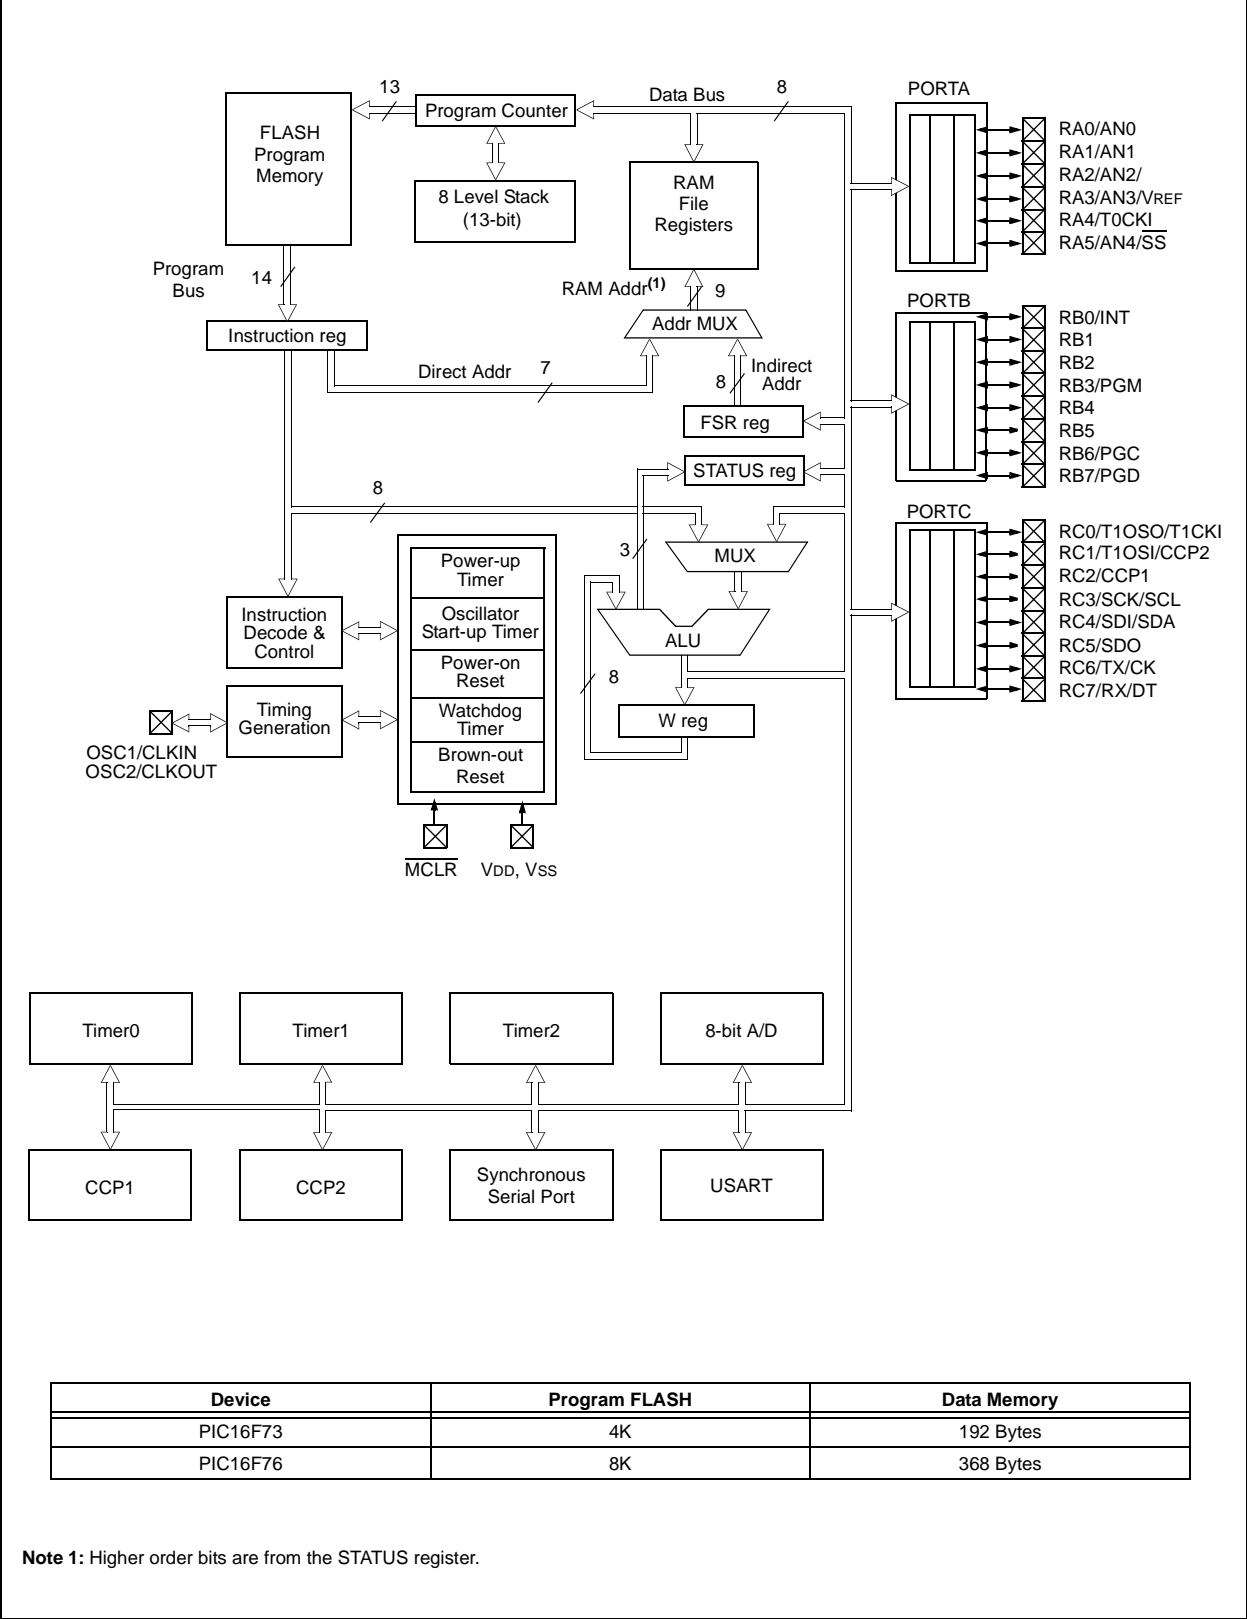 13
Data Bus
8
PORTA
FLASH
Program
Memory
Program Counter
8 Level Stack
(13-bit)
RAM
File
Registers
RA0/AN0
RA1/AN1
RA2/AN2/
RA3/AN3/VREF
RA4/T0CKI
RA5/AN4/SS
Program
Bus
14
RAM Addr(1)
9
Addr MUX
Instruction reg
Direct Addr
7
8
Indirect
Addr
FSR reg
STATUS reg
PORTB
RB0/INT
RB1
RB2
RB3/PGM
RB4
RB5
RB6/PGC
RB7/PGD
8
3
MUX
PORTC
RC0/T1OSO/T1CKI
RC1/T1OSI/CCP2
RC2/CCP1
RC3/SCK/SCL
RC4/SDI/SDA
RC5/SDO
RC6/TX/CK
RC7/RX/DT
Power-up
Timer
Oscillator
Start-up Timer
Power-on
Reset
Watchdog
Timer
Brown-out
Reset
Instruction
Decode &
Control
Timing
Generation
ALU
8
W reg
OSC1/CLKIN
OSC2/CLKOUT
MCLR
VDD, VSS
Timer0
Timer1
Timer2
8-bit A/D
CCP1
CCP2
Synchronous
Serial Port
USART
Device Program FLASH Data Memory
PIC16F73 4K 192 Bytes
PIC16F76 8K 368 Bytes
Note 1: Higher order bits are from the STATUS register.